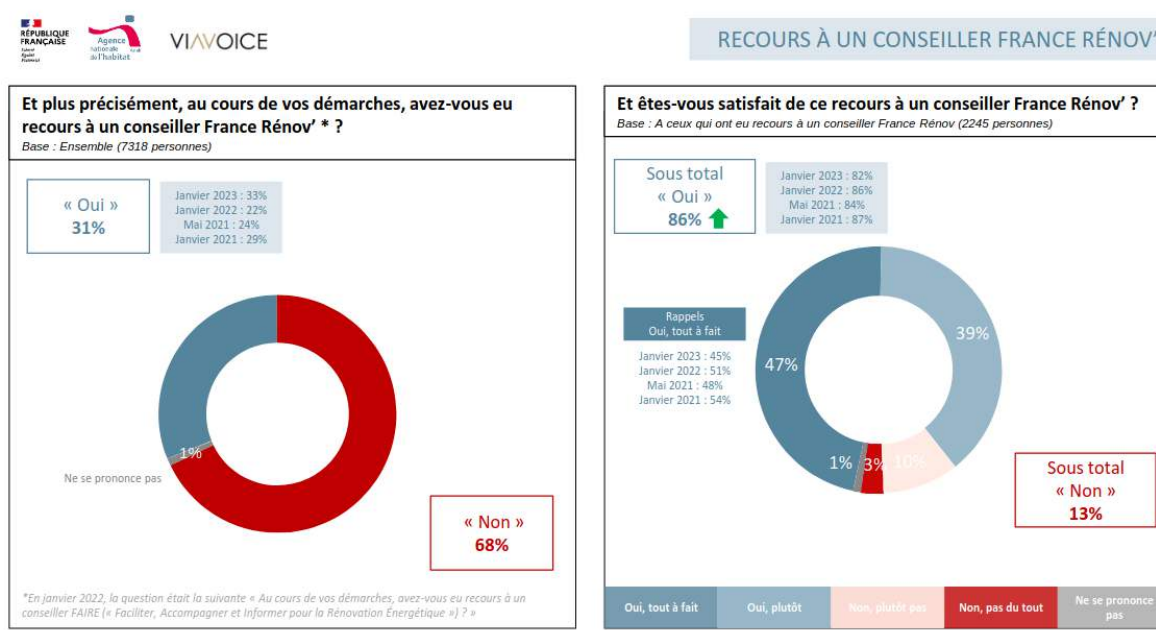 RÉPUBLIQUE
FRANÇAISE
Liberté
Égalité
Fraternité
Agence
nationale
de l'habitat
VIAVOICE
RECOURS À UN CONSEILLER FRANCE RÉNOV'
Et plus précisément, au cours de vos démarches, avez-vous eu
recours à un conseiller France Rénov' * ?
Base : Ensemble (7318 personnes)
« Oui »
31%
Janvier 2023 : 33%
Janvier 2022 : 22%
Mai 2021 : 24%
Janvier 2021 : 29%
1%
Ne se prononce pas
« Non »
68%
*En janvier 2022, la question était la suivante « Au cours de vos démarches, avez-vous eu recours à un
conseiller FAIRE (« Faciliter, Accompagner et Informer pour la Rénovation Énergétique ») ? »
Et êtes-vous satisfait de ce recours à un conseiller France Rénov' ?
Base : A ceux qui ont eu recours à un conseiller France Rénov (2245 personnes)
Sous total
« Oui »
86%
Janvier 2023 : 82%
Janvier 2022 : 86%
Mai 2021 : 84%
Janvier 2021 : 87%
Rappels
Oui, tout à fait
Janvier 2023 : 45%
Janvier 2022 : 51%
Mai 2021 : 48%
Janvier 2021 : 54%
47%
39%
1%
3%
10%
Sous total
« Non »
13%
Oui, tout à fait
Oui, plutôt
Non, plutôt pas
Non, pas du tout
Ne se prononce
pas